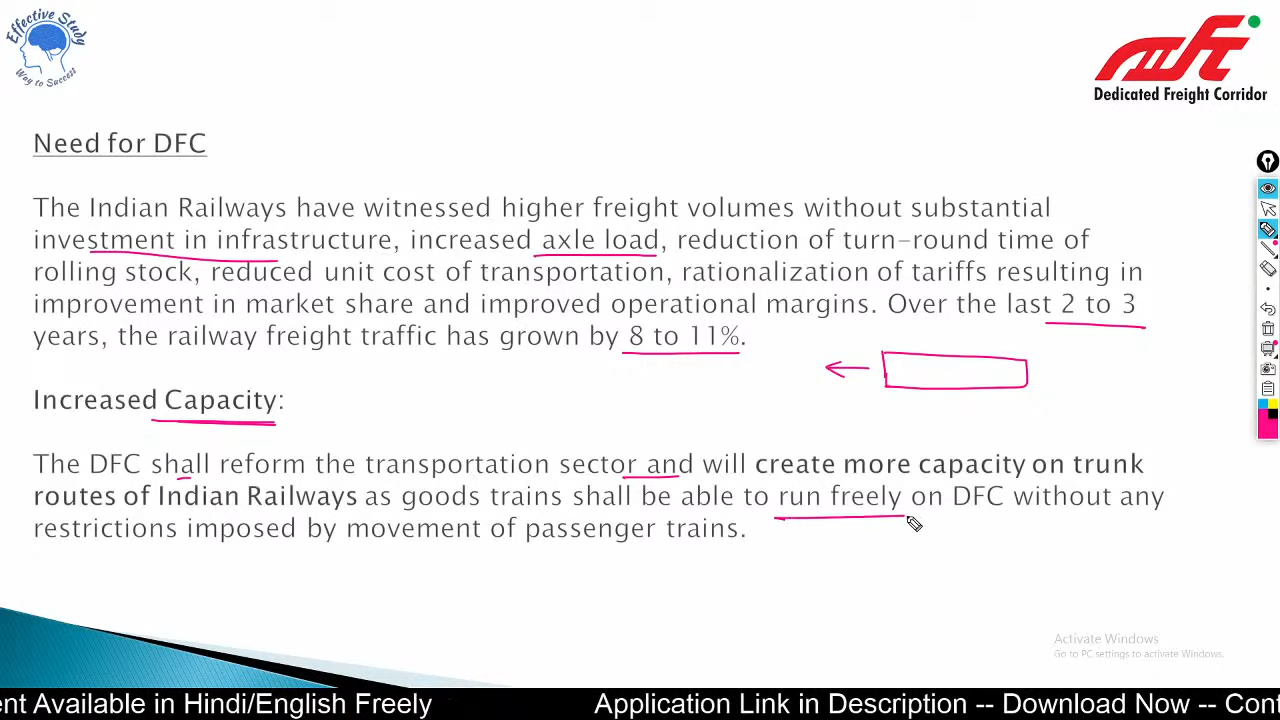 Effective Study
Way to Success
Dedicated Freight Corridor
Need for DFC
The Indian Railways have witnessed higher freight volumes without substantial
investment in infrastructure, increased axle load, reduction of turn-round time of
rolling stock, reduced unit cost of transportation, rationalization of tariffs resulting in
improvement in market share and improved operational margins. Over the last 2 to 3
years, the railway freight traffic has grown by 8 to 11%.
Increased Capacity:
The DFC shall reform the transportation sector and will create more capacity on trunk
routes of Indian Railways as goods trains shall be able to run freely on DFC without any
restrictions imposed by movement of passenger trains.
Activate Windows
Go to PC settings to activate Windows.
ent Available in Hindi/English Freely Application Link in Description -- Download Now -- Cont